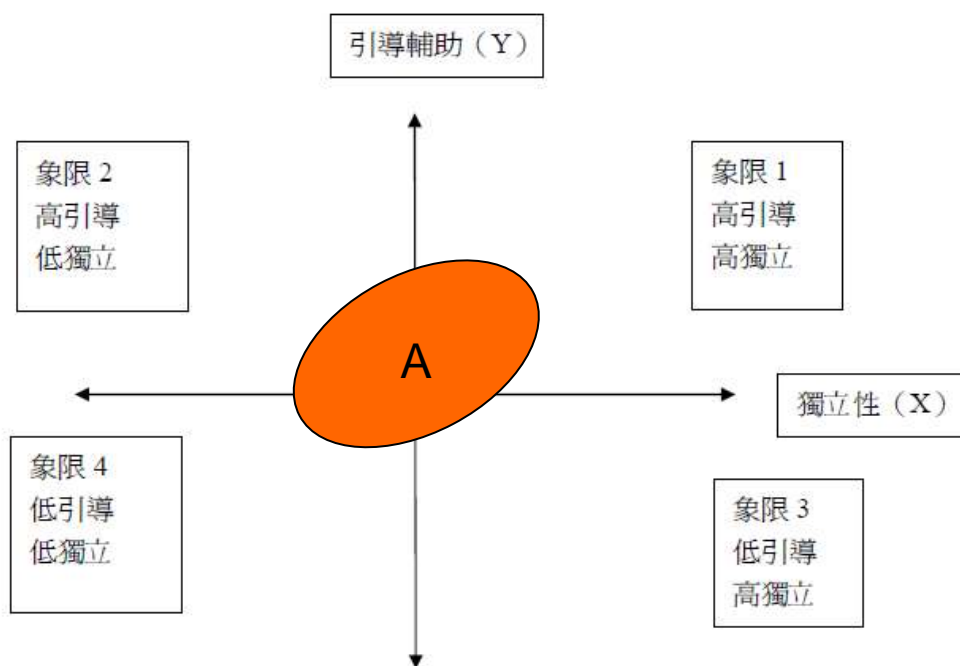 引導輔助（Y）
象限 2
高引導
低獨立
象限 1
高引導
高獨立
A
獨立性（X）
象限 4
低引導
低獨立
象限 3
低引導
高獨立